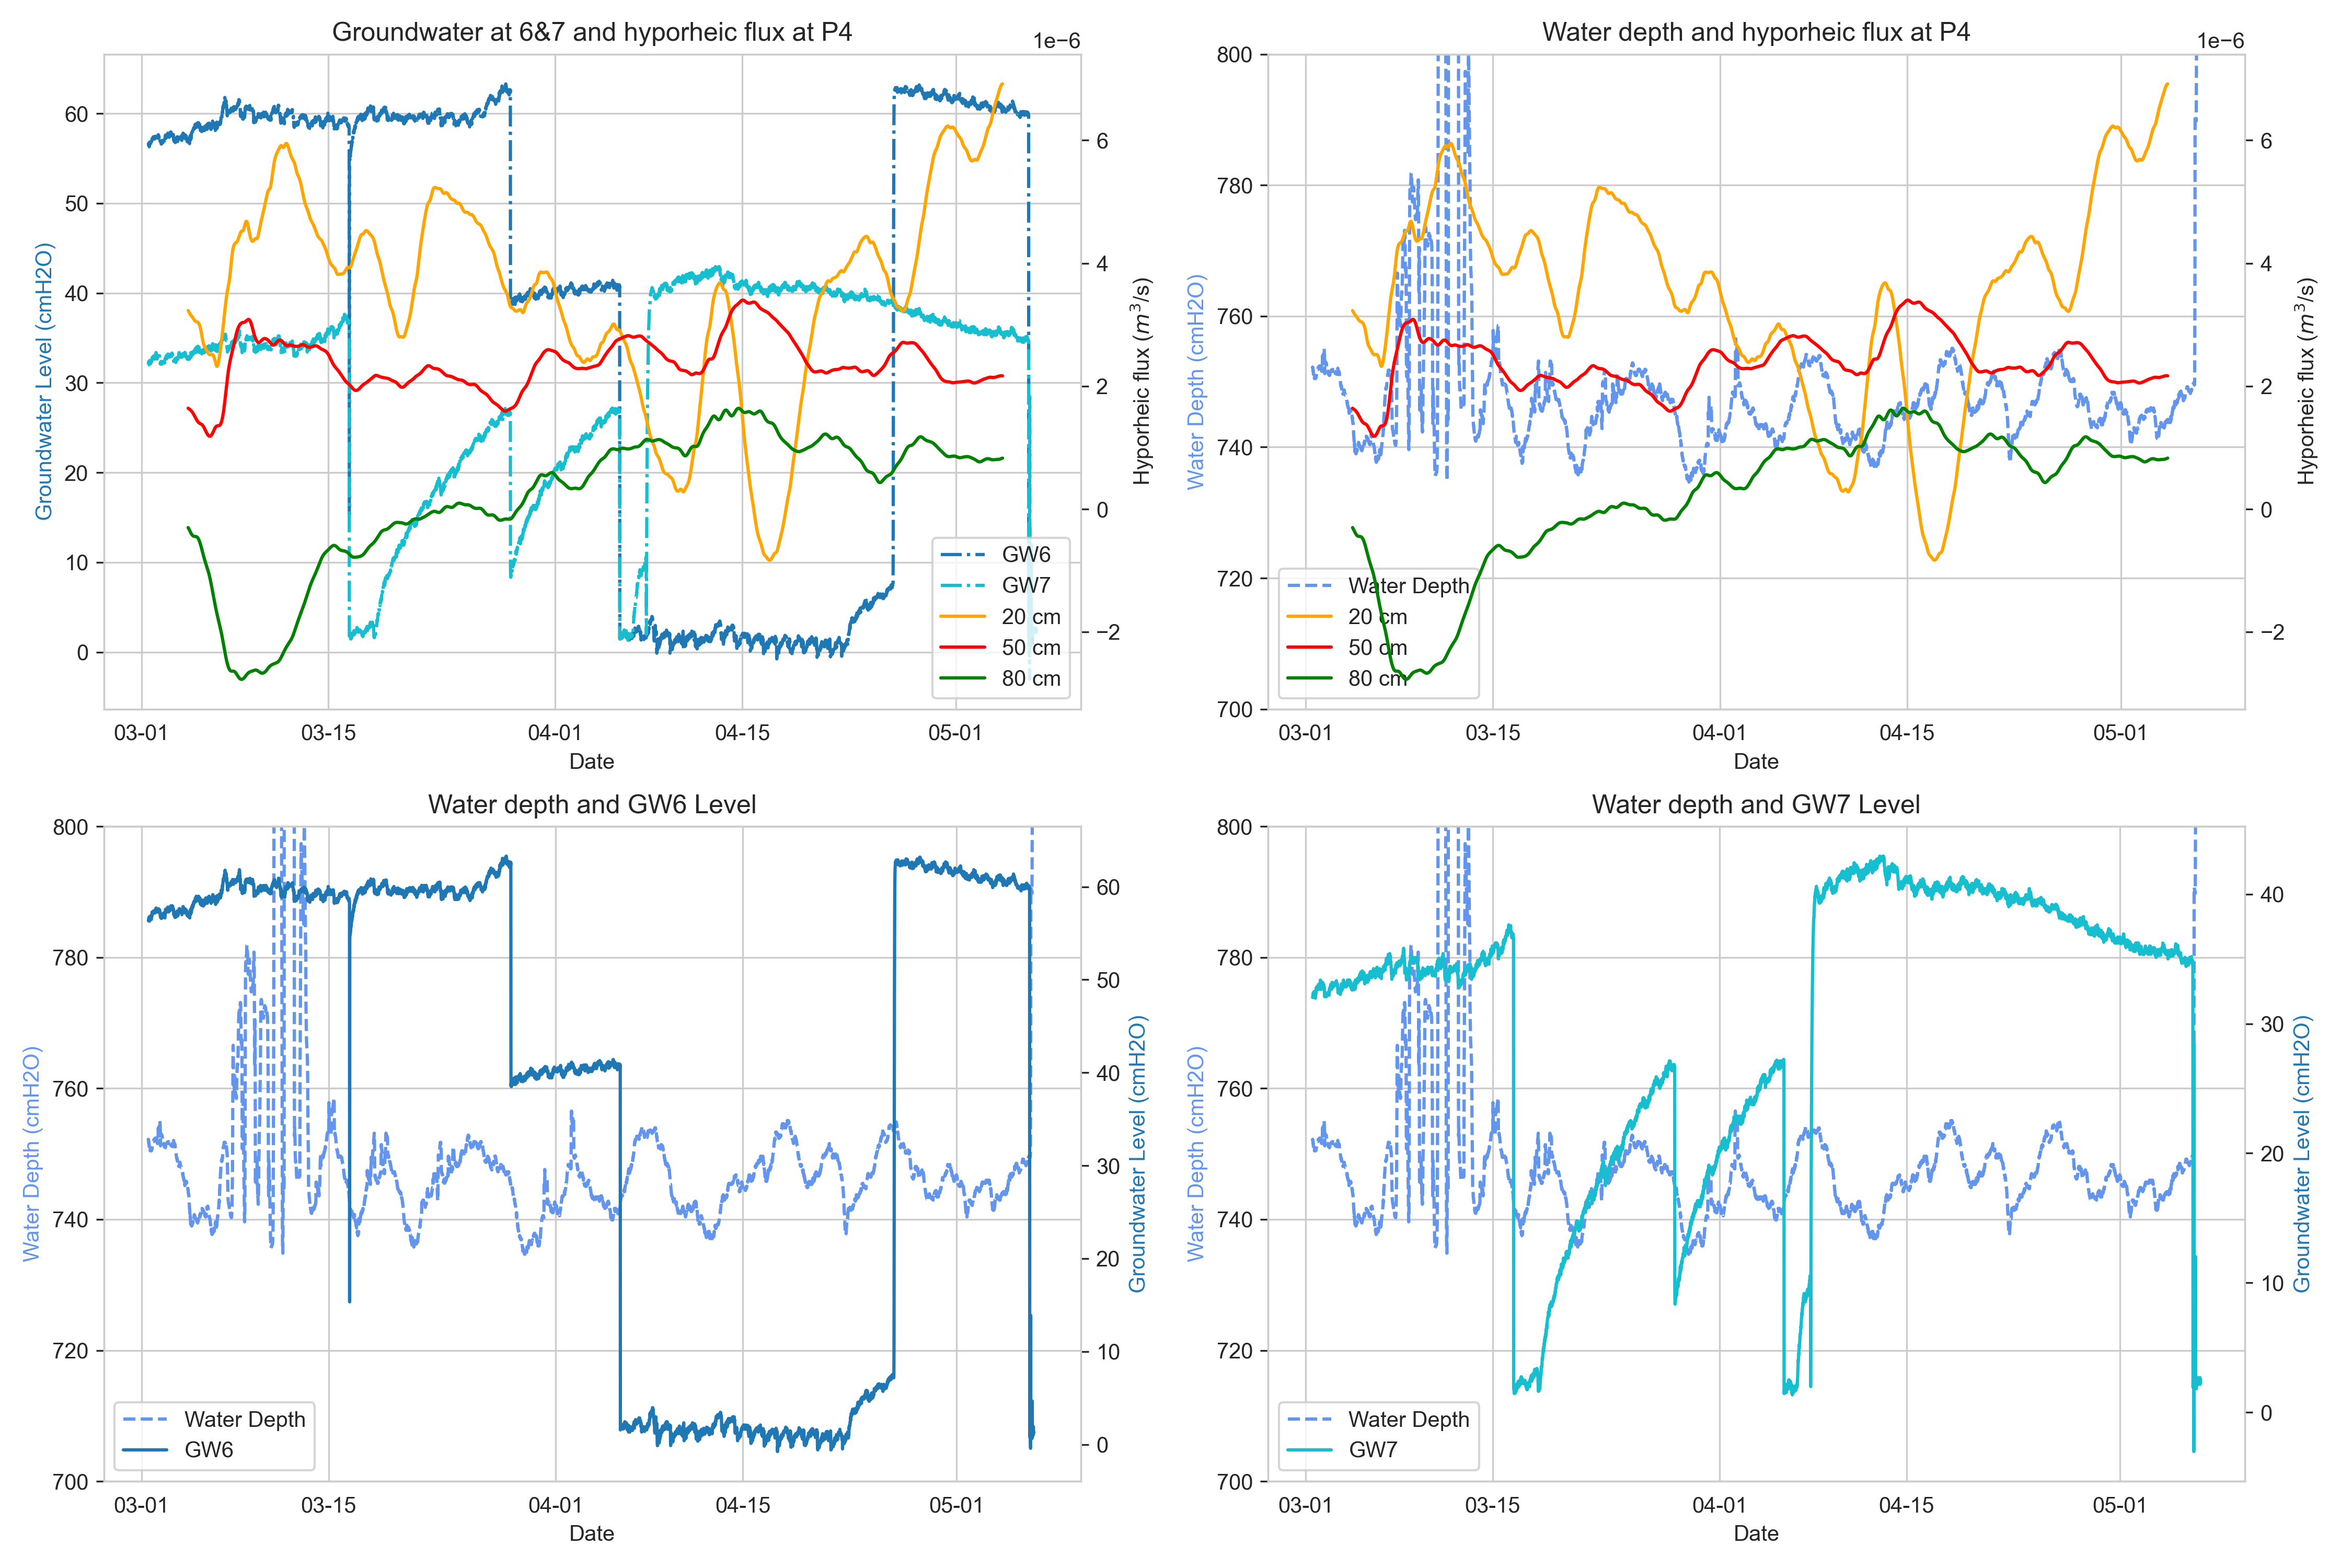 Groundwater at 6&7 and hyporheic flux at P4
1e−6
60
50
40
30
20
10
0
Groundwater Level (cmH2O)
6
4
2
0
−2
Hyporheic flux (m³/s)
GW6
GW7
20 cm
50 cm
80 cm
03-01
03-15
04-01
04-15
05-01
Date
Water depth and hyporheic flux at P4
1e−6
800
780
760
740
720
700
Water Depth (cmH2O)
6
4
2
0
−2
Hyporheic flux (m³/s)
Water Depth
20 cm
50 cm
80 cm
03-01
03-15
04-01
04-15
05-01
Date
Water depth and GW6 Level
800
780
760
740
720
700
Water Depth (cmH2O)
60
50
40
30
20
10
0
Groundwater Level (cmH2O)
Water Depth
GW6
03-01
03-15
04-01
04-15
05-01
Date
Water depth and GW7 Level
800
780
760
740
720
700
Water Depth (cmH2O)
40
30
20
10
0
Groundwater Level (cmH2O)
Water Depth
GW7
03-01
03-15
04-01
04-15
05-01
Date